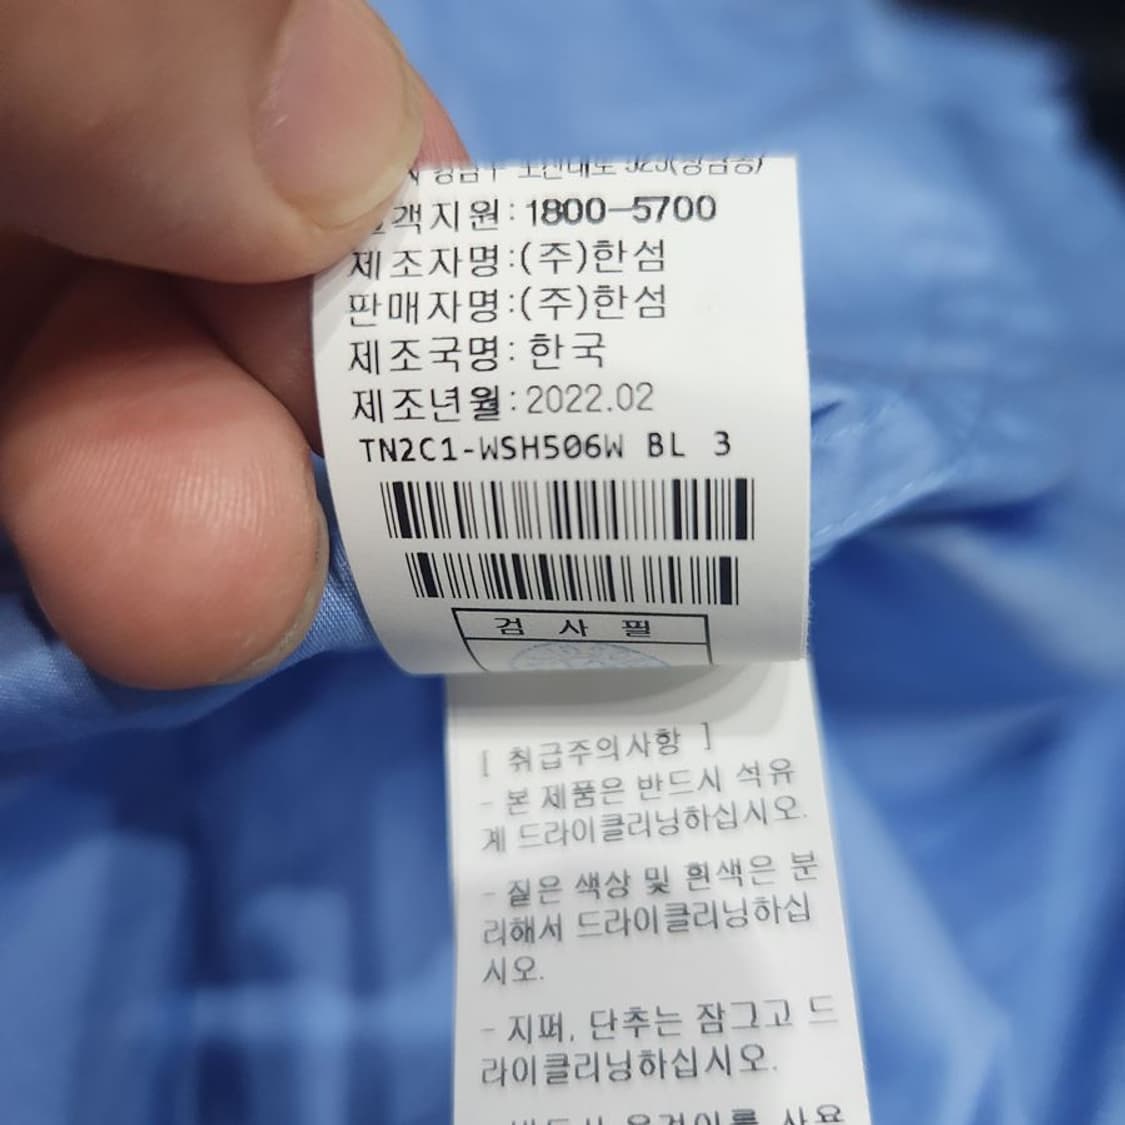 객지원:1800-5700
제조자명:(주)한섬
판매자명:(주)한섬
제조국명:한국
제조년월:2022.02
TN2C1-WSH506W BL 3
검 사 필
[ 취급주의사항 ]
- 본 제품은 반드시 석유
계 드라이클리닝하십시오.
- 짙은 색상 및 흰색은 분
리해서 드라이클리닝하십
시오.
- 지퍼, 단추는 잠그고 드
라이클리닝하십시오.